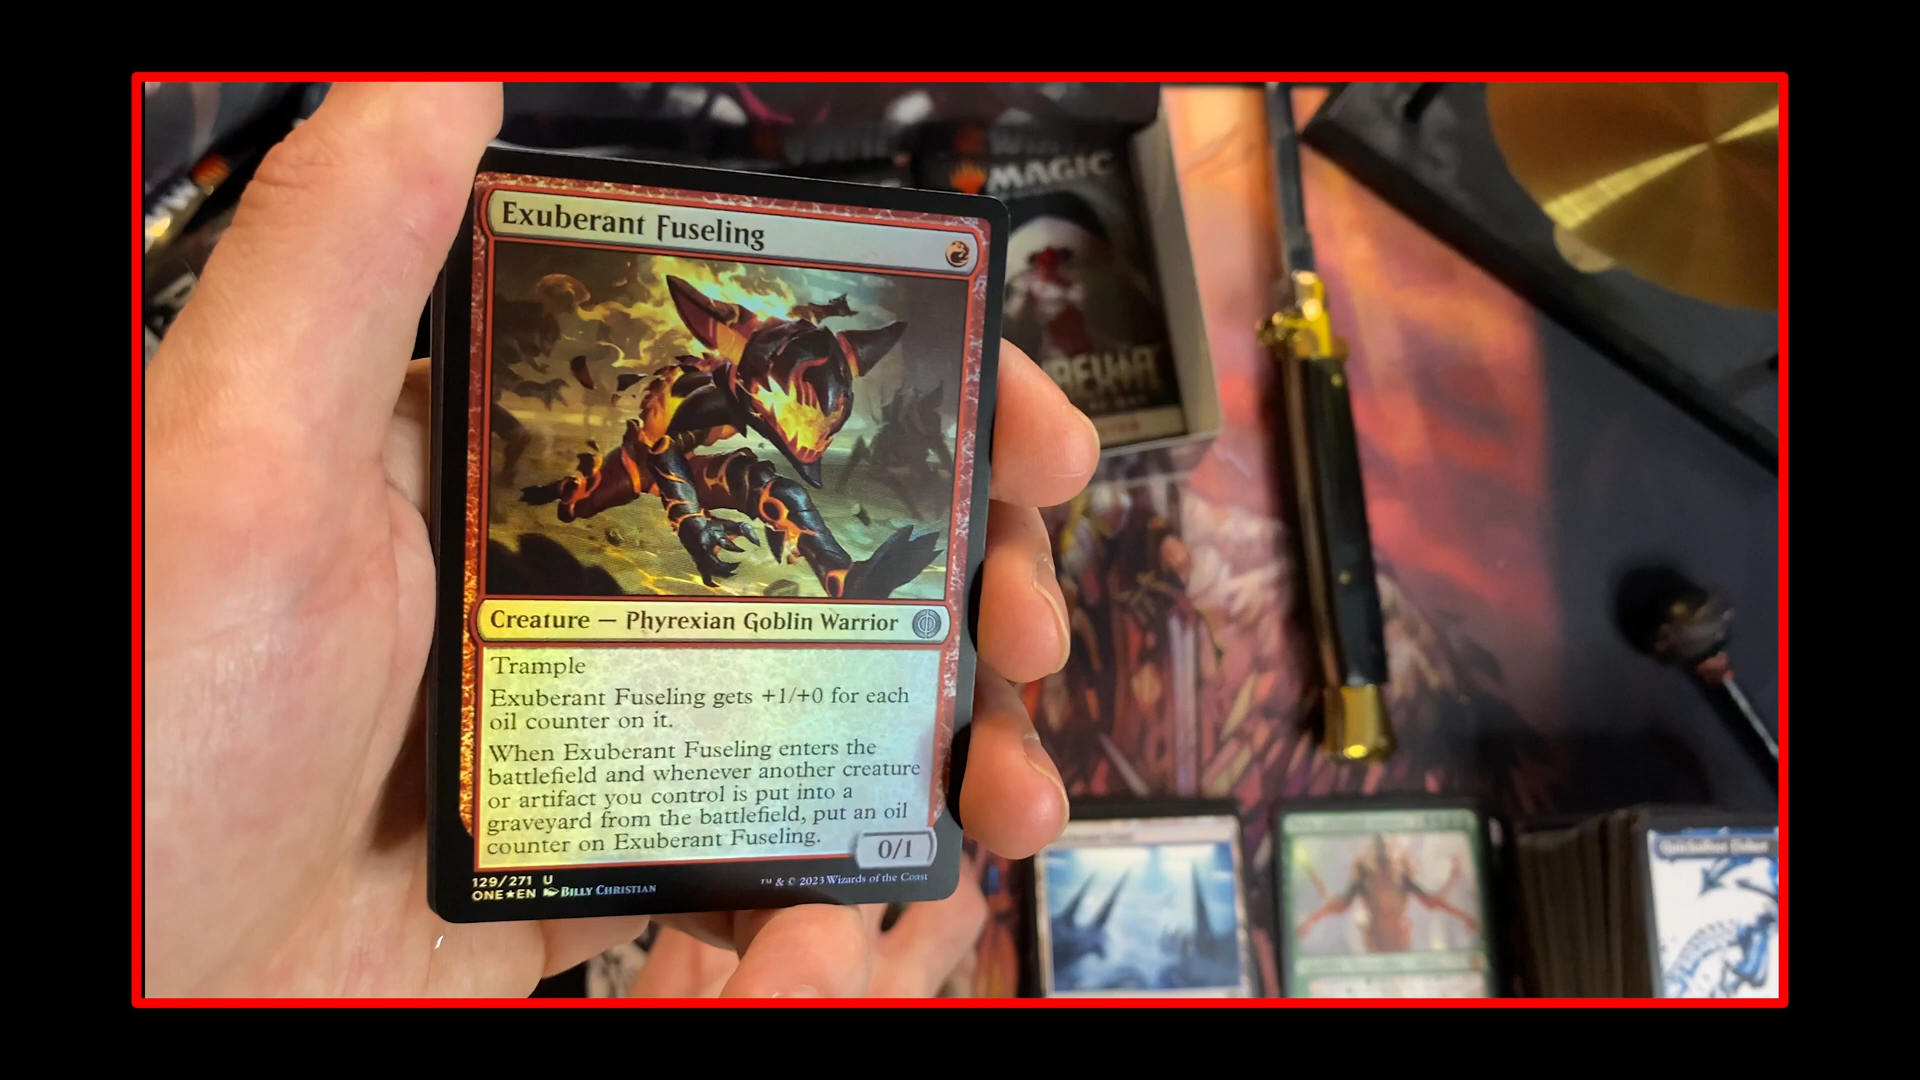 Exuberant Fuseling
MAGIC
Creature — Phyrexian Goblin Warrior
Trample
Exuberant Fuseling gets +1/+0 for each
oil counter on it.
When Exuberant Fuseling enters the
battlefield and whenever another creature
or artifact you control is put into a
graveyard from the battlefield, put an oil
counter on Exuberant Fuseling.
0/1
129/271 U
ONE★EN BILLY CHRISTIAN
™ & © 2023 Wizards of the Coast